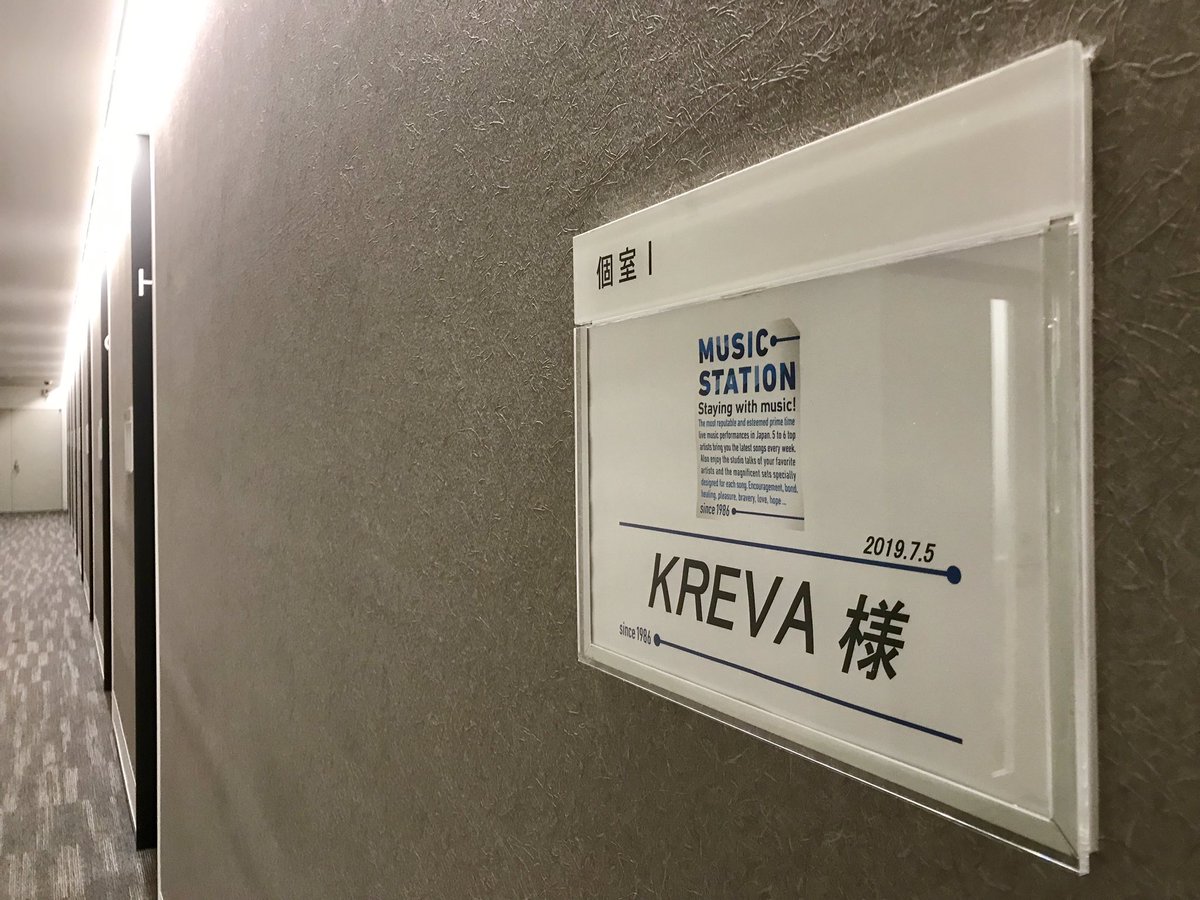 個室 I
MUSIC
STATION
Staying with music!
The most reputable and esteemed prime time
live music performances in Japan. 5 to 6 top
artists bring you the latest songs every week.
Also enjoy the studio talks of your favorite
artists and the magnificent sets specially
designed for each song. Encouragement, bond,
healing, pleasure, bravery, love, hope...
since 1986
2019.7.5
KREVA 様
since 1986